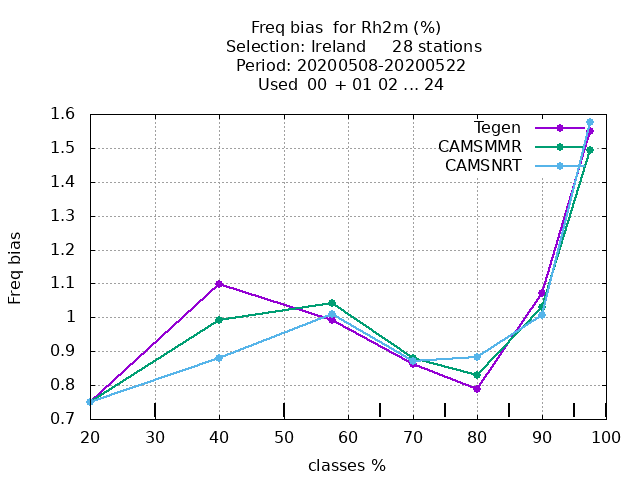 Freq bias  for Rh2m (%)
Selection: Ireland     28 stations
Period: 20200508-20200522
Used  00 + 01 02 ... 24
Tegen
CAMSMMR
CAMSNRT
Freq bias
1.6
1.5
1.4
1.3
1.2
1.1
1
0.9
0.8
0.7
20 30 40 50 60 70 80 90 100
classes %